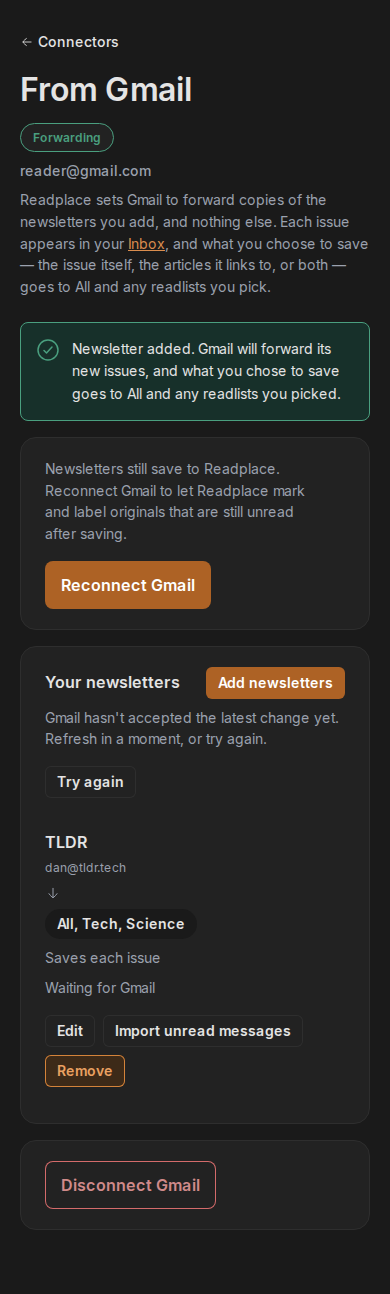 ← Connectors
From Gmail
Forwarding
reader@gmail.com
Readplace sets Gmail to forward copies of the
newsletters you add, and nothing else. Each issue
appears in your Inbox, and what you choose to save
— the issue itself, the articles it links to, or both —
goes to All and any readlists you pick.
Newsletter added. Gmail will forward its
new issues, and what you chose to save
goes to All and any readlists you picked.
Newsletters still save to Readplace.
Reconnect Gmail to let Readplace mark
and label originals that are still unread
after saving.
Reconnect Gmail
Your newsletters
Add newsletters
Gmail hasn't accepted the latest change yet.
Refresh in a moment, or try again.
Try again
TLDR
dan@tldr.tech
↓
All, Tech, Science
Saves each issue
Waiting for Gmail
Edit
Import unread messages
Remove
Disconnect Gmail